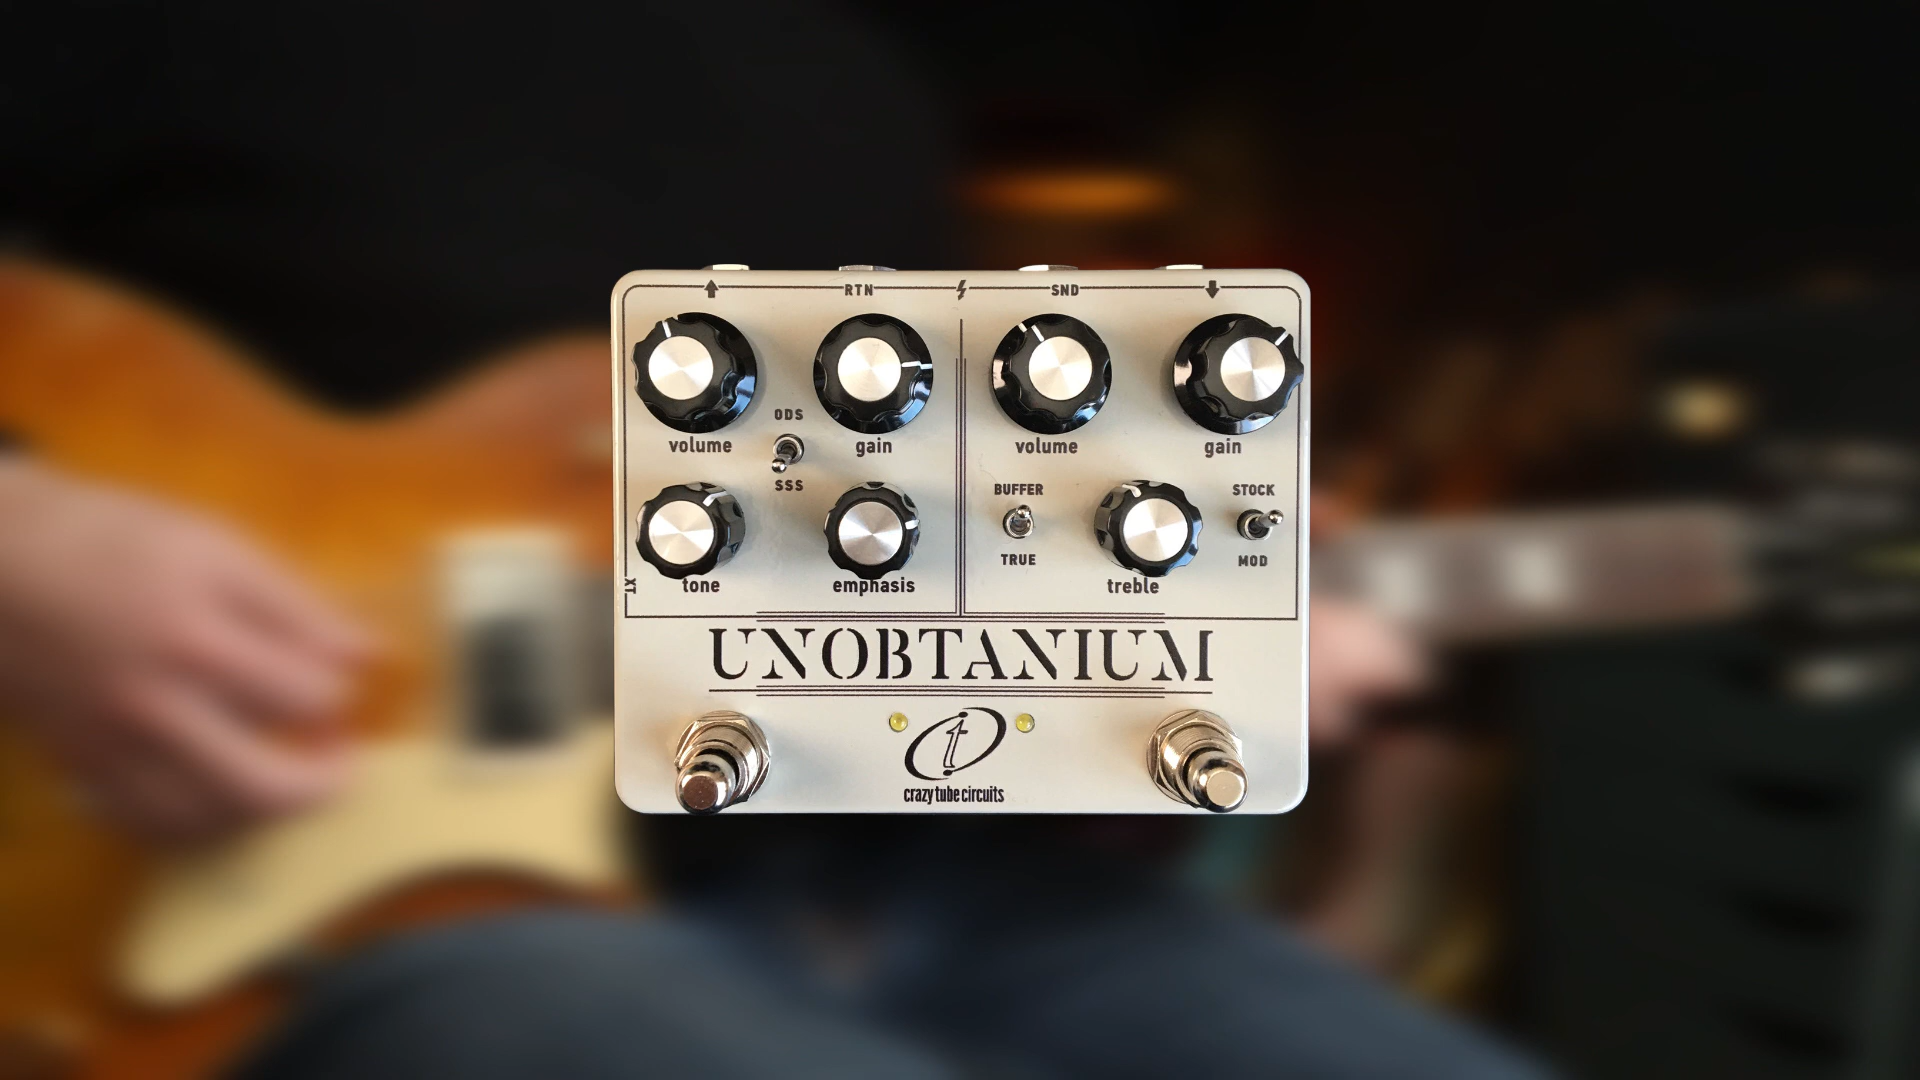 RTN
SND
ODS
volume
gain
volume
gain
SSS
BUFFER
STOCK
TRUE
MOD
XT
tone
emphasis
treble
UNOBTANIUM
t
crazy tube circuits